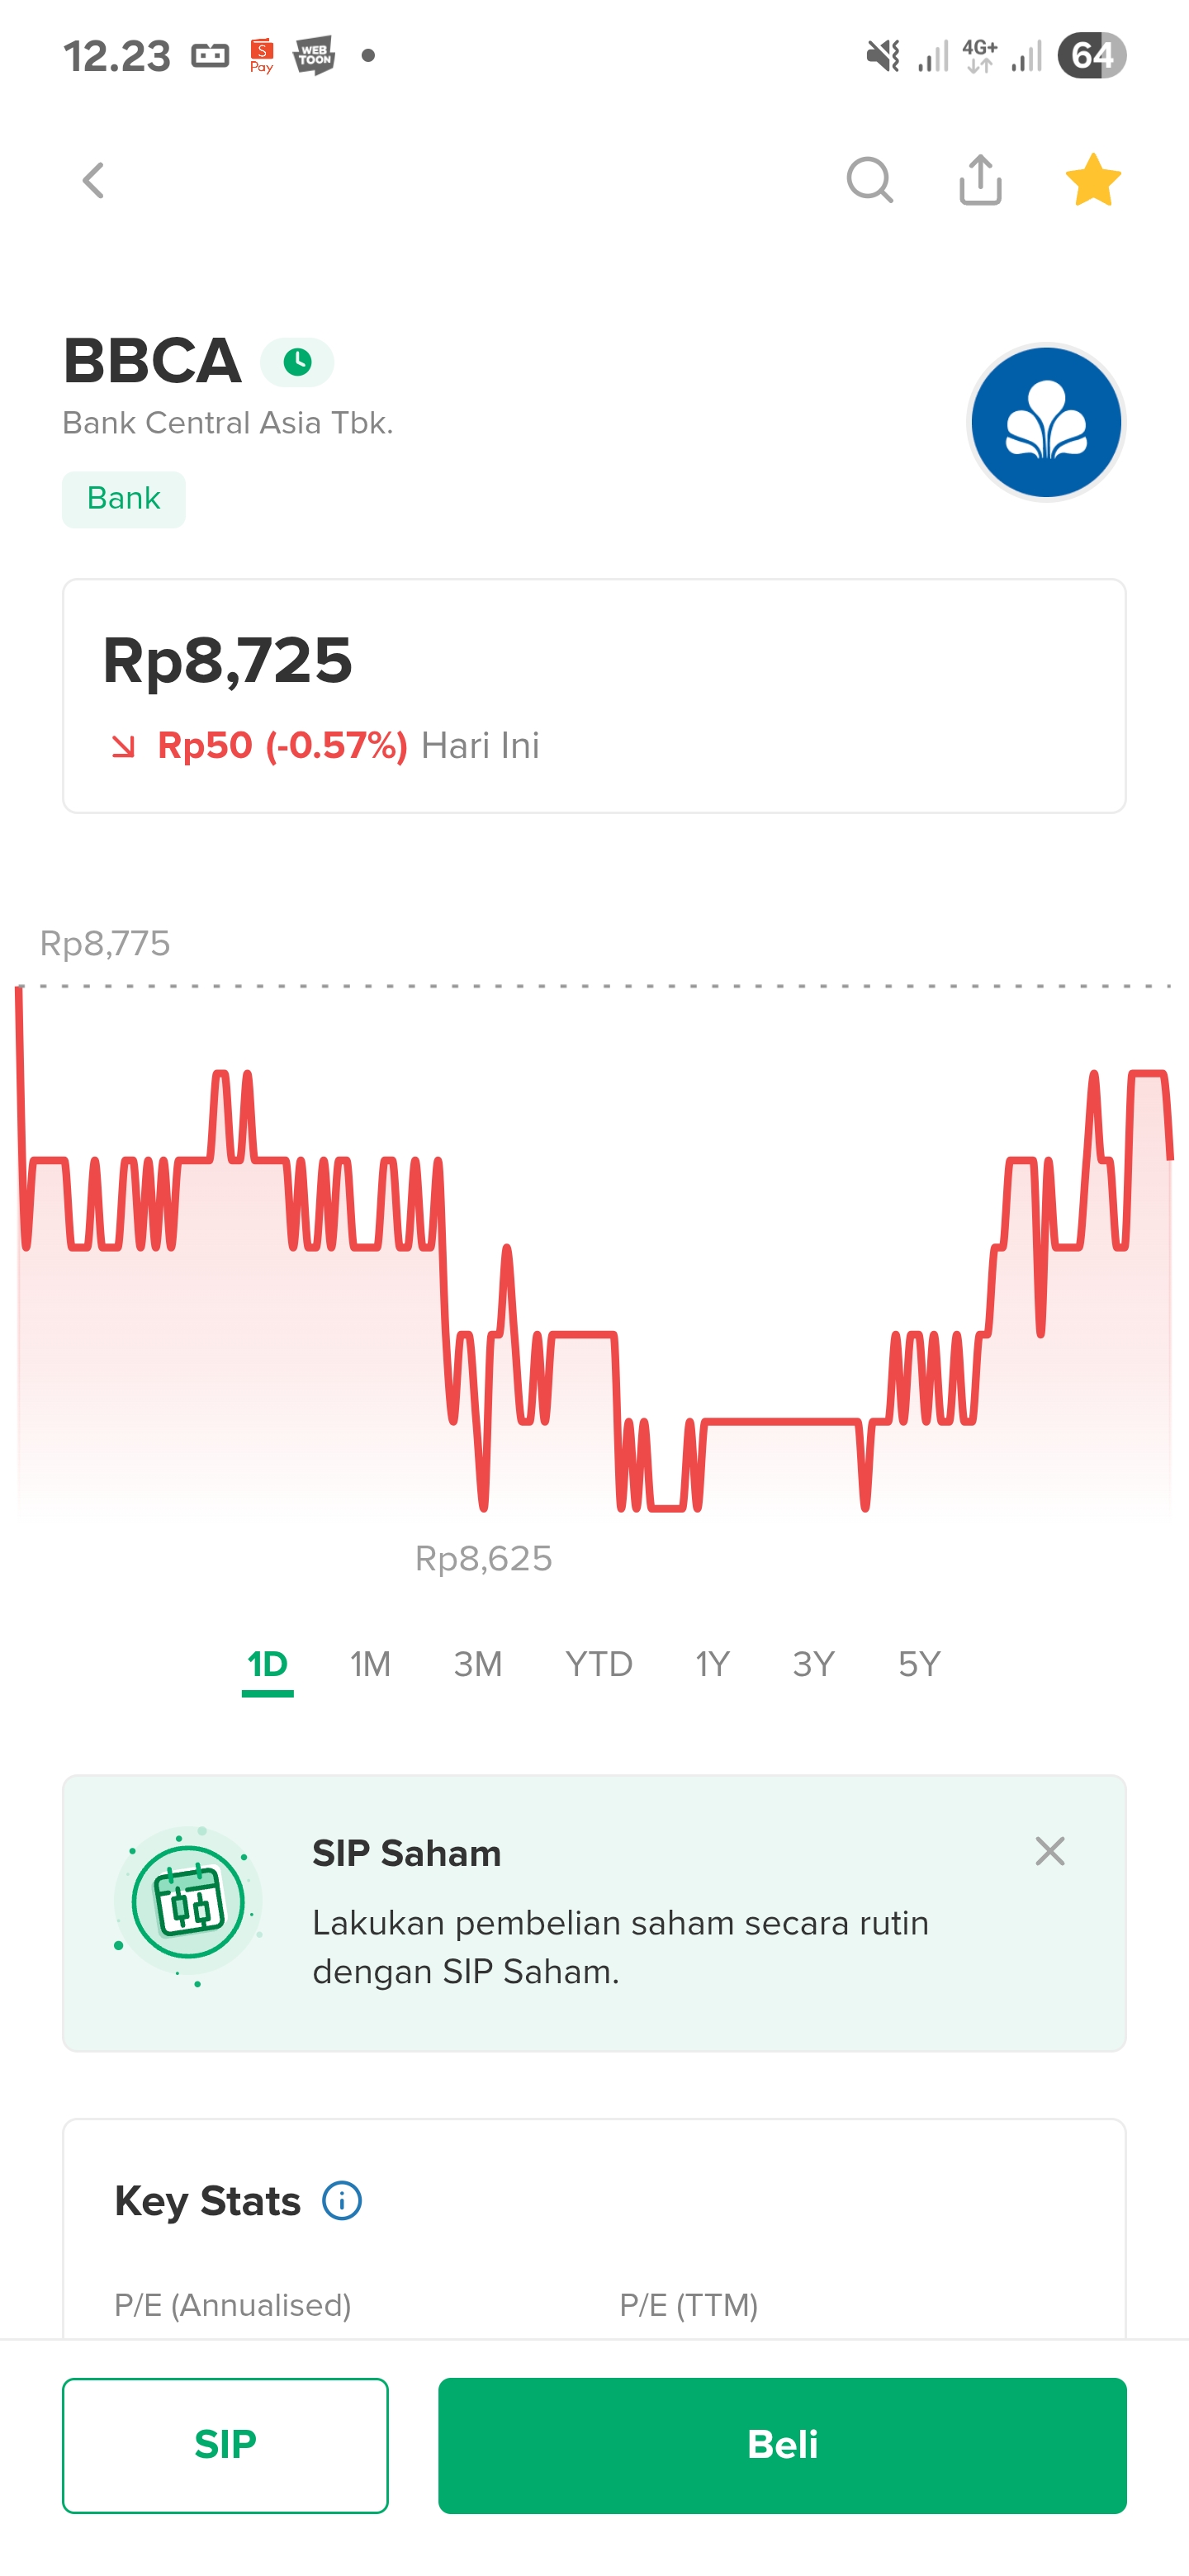 12.23
S
Pay
WEB
TOON
4G+
64
BBCA
Bank Central Asia Tbk.
Bank
Rp8,725
Rp50 (-0.57%) Hari Ini
Rp8,775
Rp8,625
1D 1M 3M YTD 1Y 3Y 5Y
SIP Saham
Lakukan pembelian saham secara rutin
dengan SIP Saham.
Key Stats
P/E (Annualised) P/E (TTM)
SIP Beli